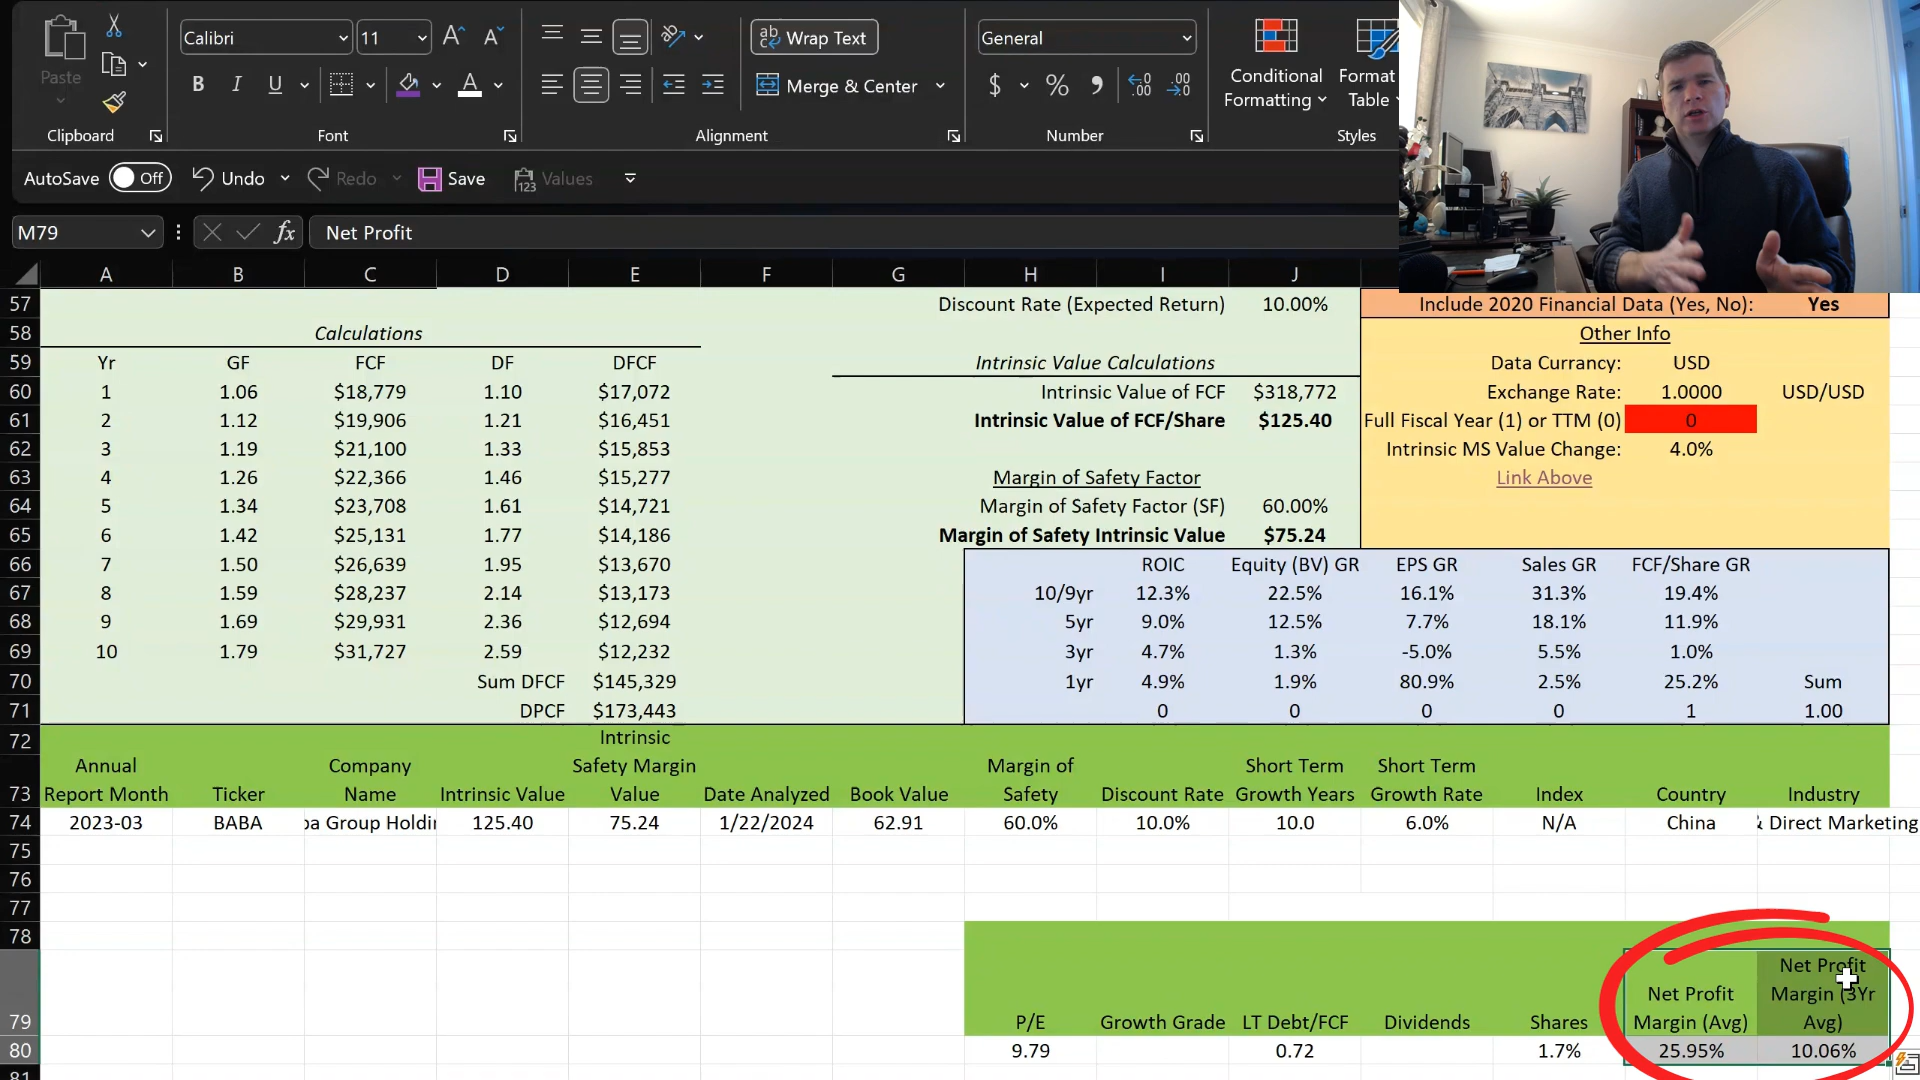 Calibri 11 Wrap Text General
Paste B I U Merge & Center $ % Conditional Formatting Format Table
Clipboard Font Alignment Number Styles
AutoSave Off Undo Redo Save Values
M79 fx Net Profit
A B C D E F G H I J
57 Discount Rate (Expected Return) 10.00% Include 2020 Financial Data (Yes, No): Yes
58 Calculations Other Info
59 Yr GF FCF DF DFCF Intrinsic Value Calculations Data Currency: USD
60 1 1.06 $18,779 1.10 $17,072 Intrinsic Value of FCF $318,772 Exchange Rate: 1.0000 USD/USD
61 2 1.12 $19,906 1.21 $16,451 Intrinsic Value of FCF/Share $125.40 Full Fiscal Year (1) or TTM (0) 0
62 3 1.19 $21,100 1.33 $15,853 Intrinsic MS Value Change: 4.0%
63 4 1.26 $22,366 1.46 $15,277 Margin of Safety Factor Link Above
64 5 1.34 $23,708 1.61 $14,721 Margin of Safety Factor (SF) 60.00%
65 6 1.42 $25,131 1.77 $14,186 Margin of Safety Intrinsic Value $75.24
66 7 1.50 $26,639 1.95 $13,670 ROIC Equity (BV) GR EPS GR Sales GR FCF/Share GR
67 8 1.59 $28,237 2.14 $13,173 10/9yr 12.3% 22.5% 16.1% 31.3% 19.4%
68 9 1.69 $29,931 2.36 $12,694 5yr 9.0% 12.5% 7.7% 18.1% 11.9%
69 10 1.79 $31,727 2.59 $12,232 3yr 4.7% 1.3% -5.0% 5.5% 1.0%
70 Sum DFCF $145,329 1yr 4.9% 1.9% 80.9% 2.5% 25.2% Sum
71 DPCF $173,443 0 0 0 0 1 1.00
72 Intrinsic
Annual Company Safety Margin Margin of Short Term Short Term
73 Report Month Ticker Name Intrinsic Value Value Date Analyzed Book Value Safety Discount Rate Growth Years Growth Rate Index Country Industry
74 2023-03 BABA ba Group Holdin 125.40 75.24 1/22/2024 62.91 60.0% 10.0% 10.0 6.0% N/A China & Direct Marketing
75
76
77
78
Net Profit
Net Profit Margin (3Yr
79 P/E Growth Grade LT Debt/FCF Dividends Shares Margin (Avg) Avg)
80 9.79 0.72 1.7% 25.95% 10.06%
81